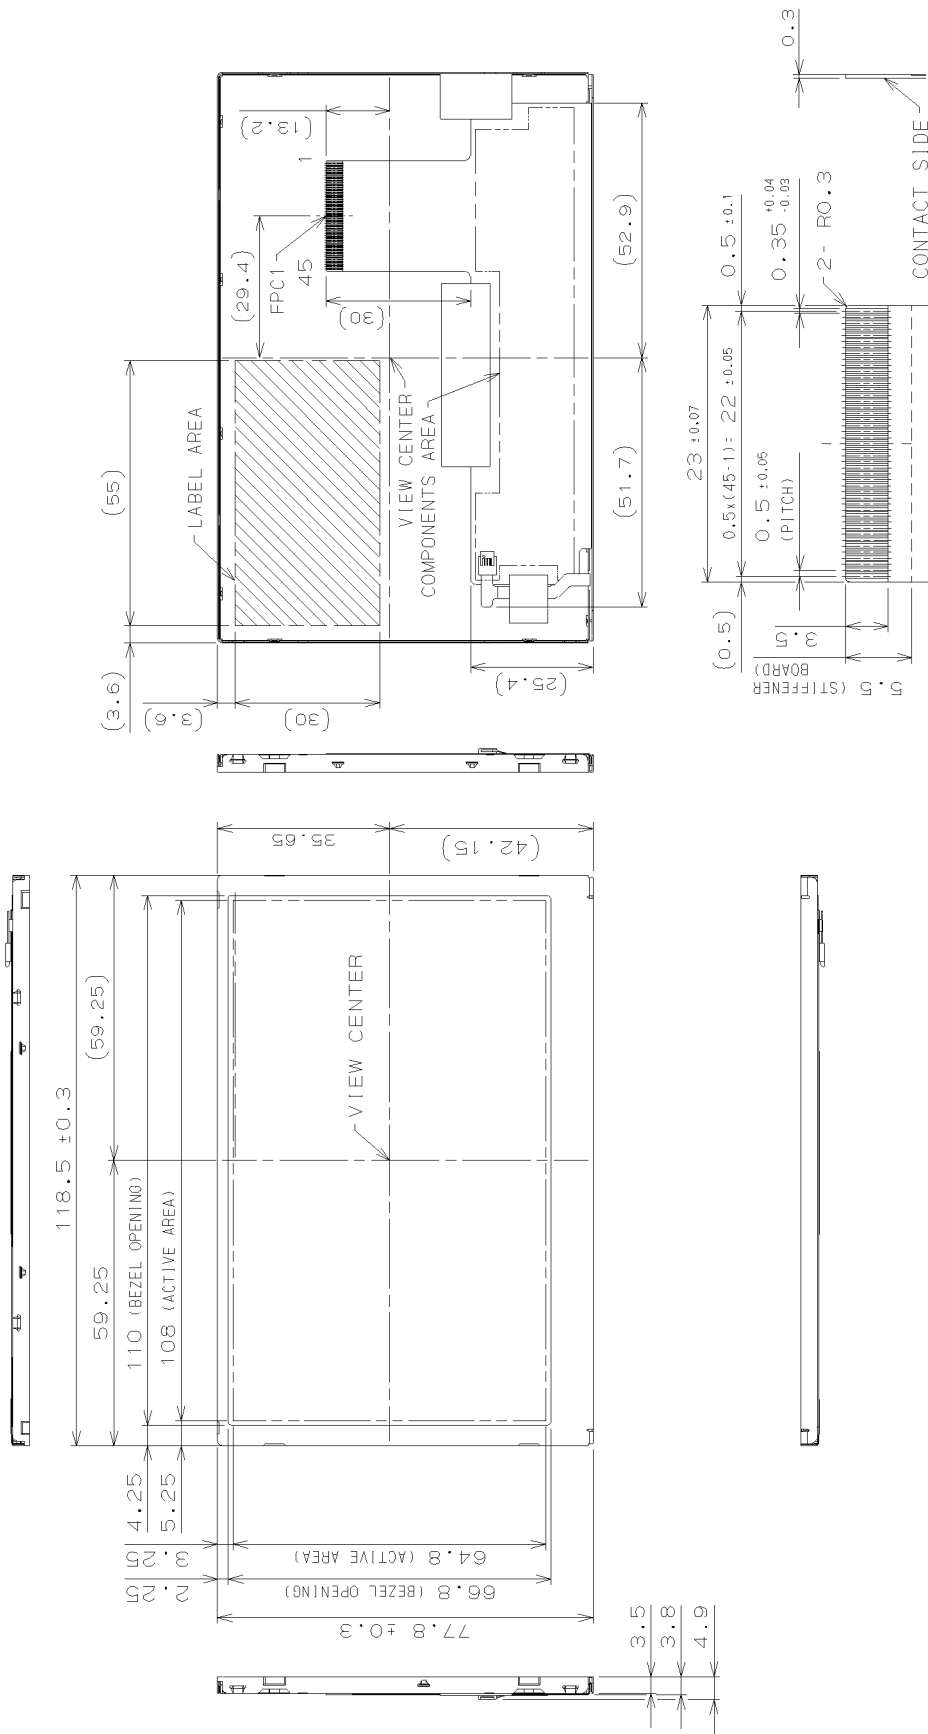 0.3
(13.2)
1
(29.4)
FPC1
45
(30)
(52.9)
CONTACT SIDE
0.5 ±0.1
0.35 +0.04 -0.03
2- R0.3
(55)
LABEL AREA
VIEW CENTER
COMPONENTS AREA
(51.7)
23 ±0.07
0.5x(45-1)= 22 ±0.05
0.5 ±0.05
(PITCH)
(3.6)
(3.6)
(30)
(25.4)
(0.5)
3.5
5.5 (STIFFENER
BOARD)
35.65
(42.15)
(59.25)
118.5 ±0.3
VIEW CENTER
59.25
110 (BEZEL OPENING)
108 (ACTIVE AREA)
4.25
5.25
3.25
64.8 (ACTIVE AREA)
2.25
66.8 (BEZEL OPENING)
77.8 ±0.3
3.5
3.8
4.9